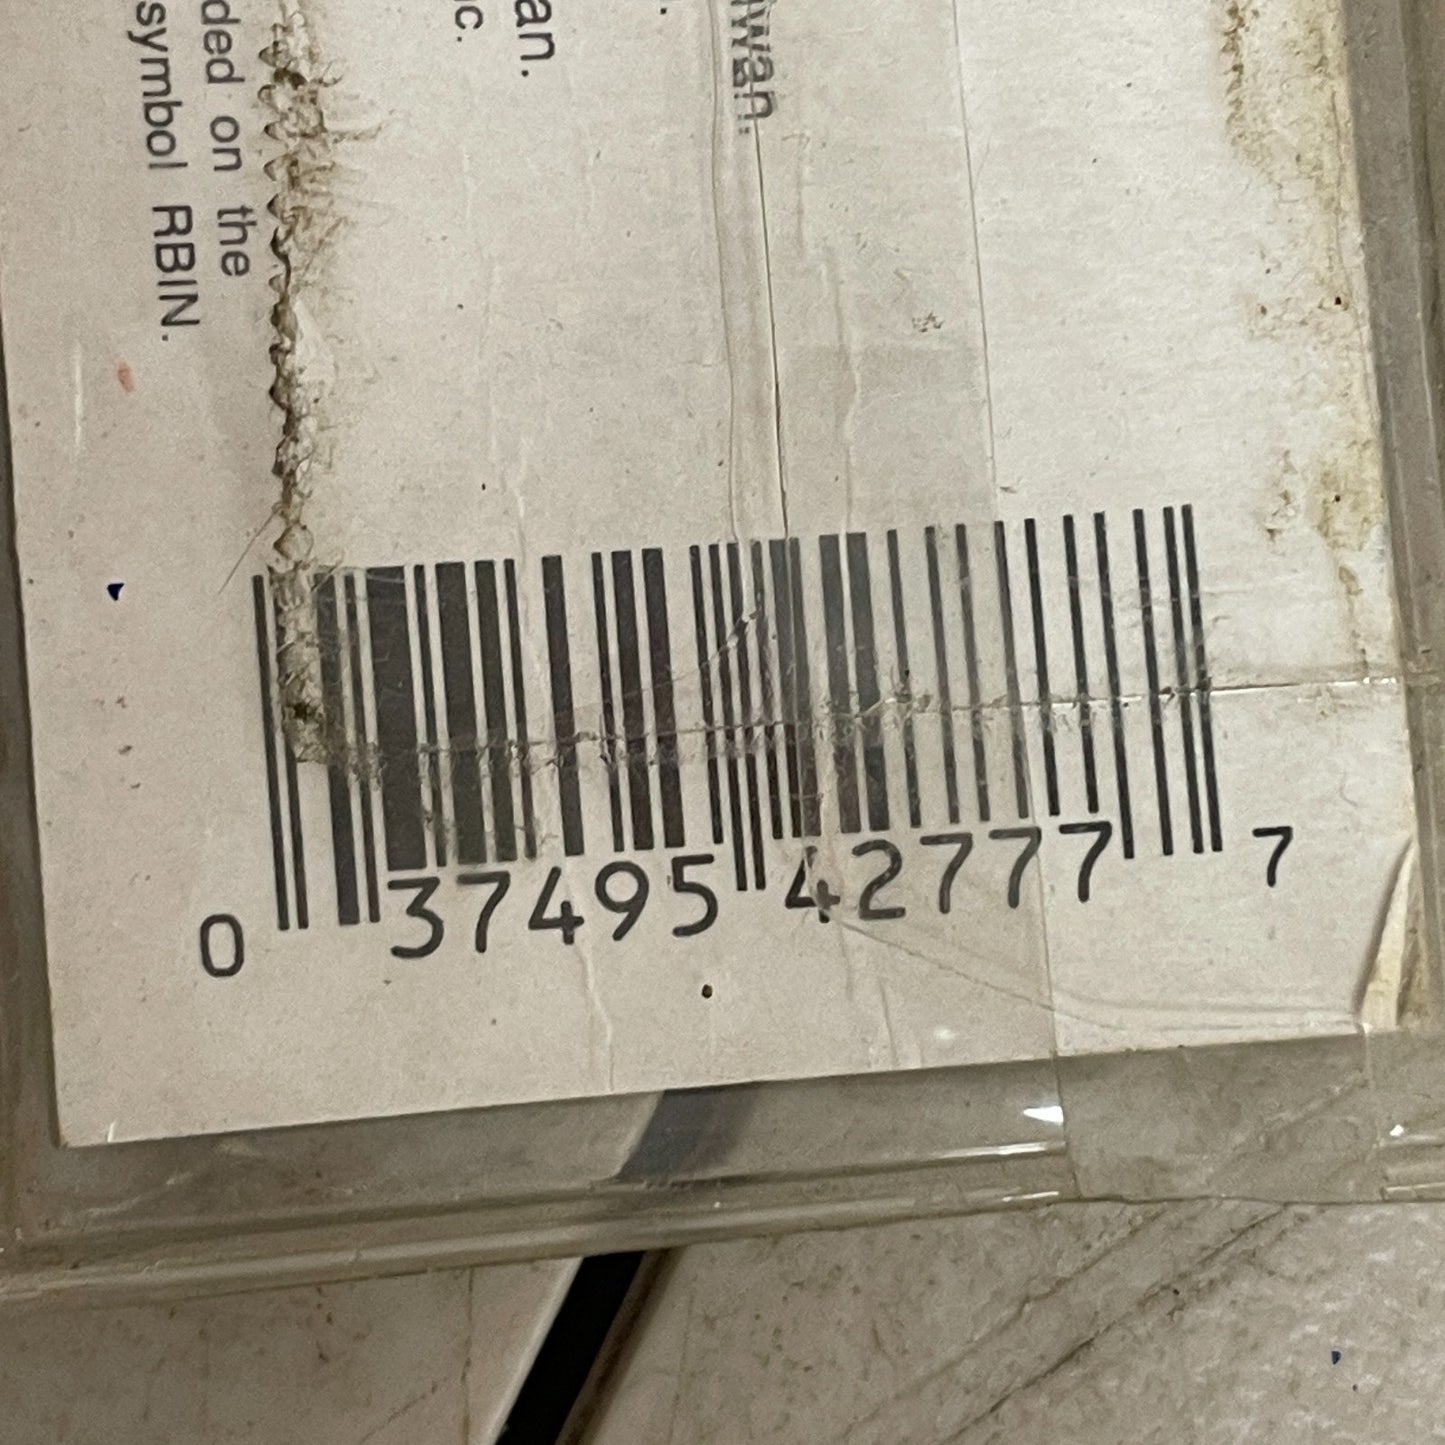 ded on the
symbol RBIN.
an.
0 37495 42777 7